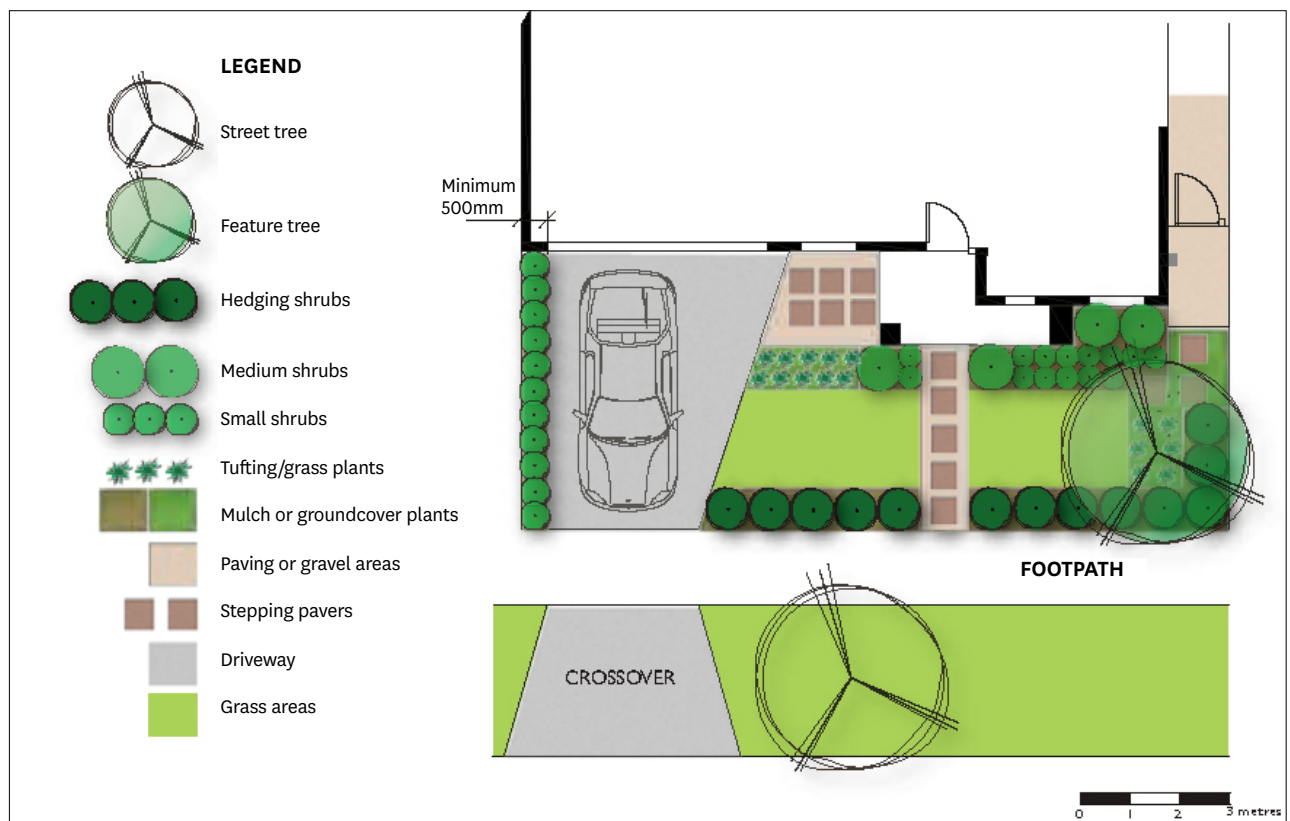 LEGEND
Street tree
Feature tree
Hedging shrubs
Medium shrubs
Small shrubs
Tufting/grass plants
Mulch or groundcover plants
Paving or gravel areas
Stepping pavers
Driveway
Grass areas
Minimum
500mm
FOOTPATH
CROSSOVER
0 1 2 3 metres